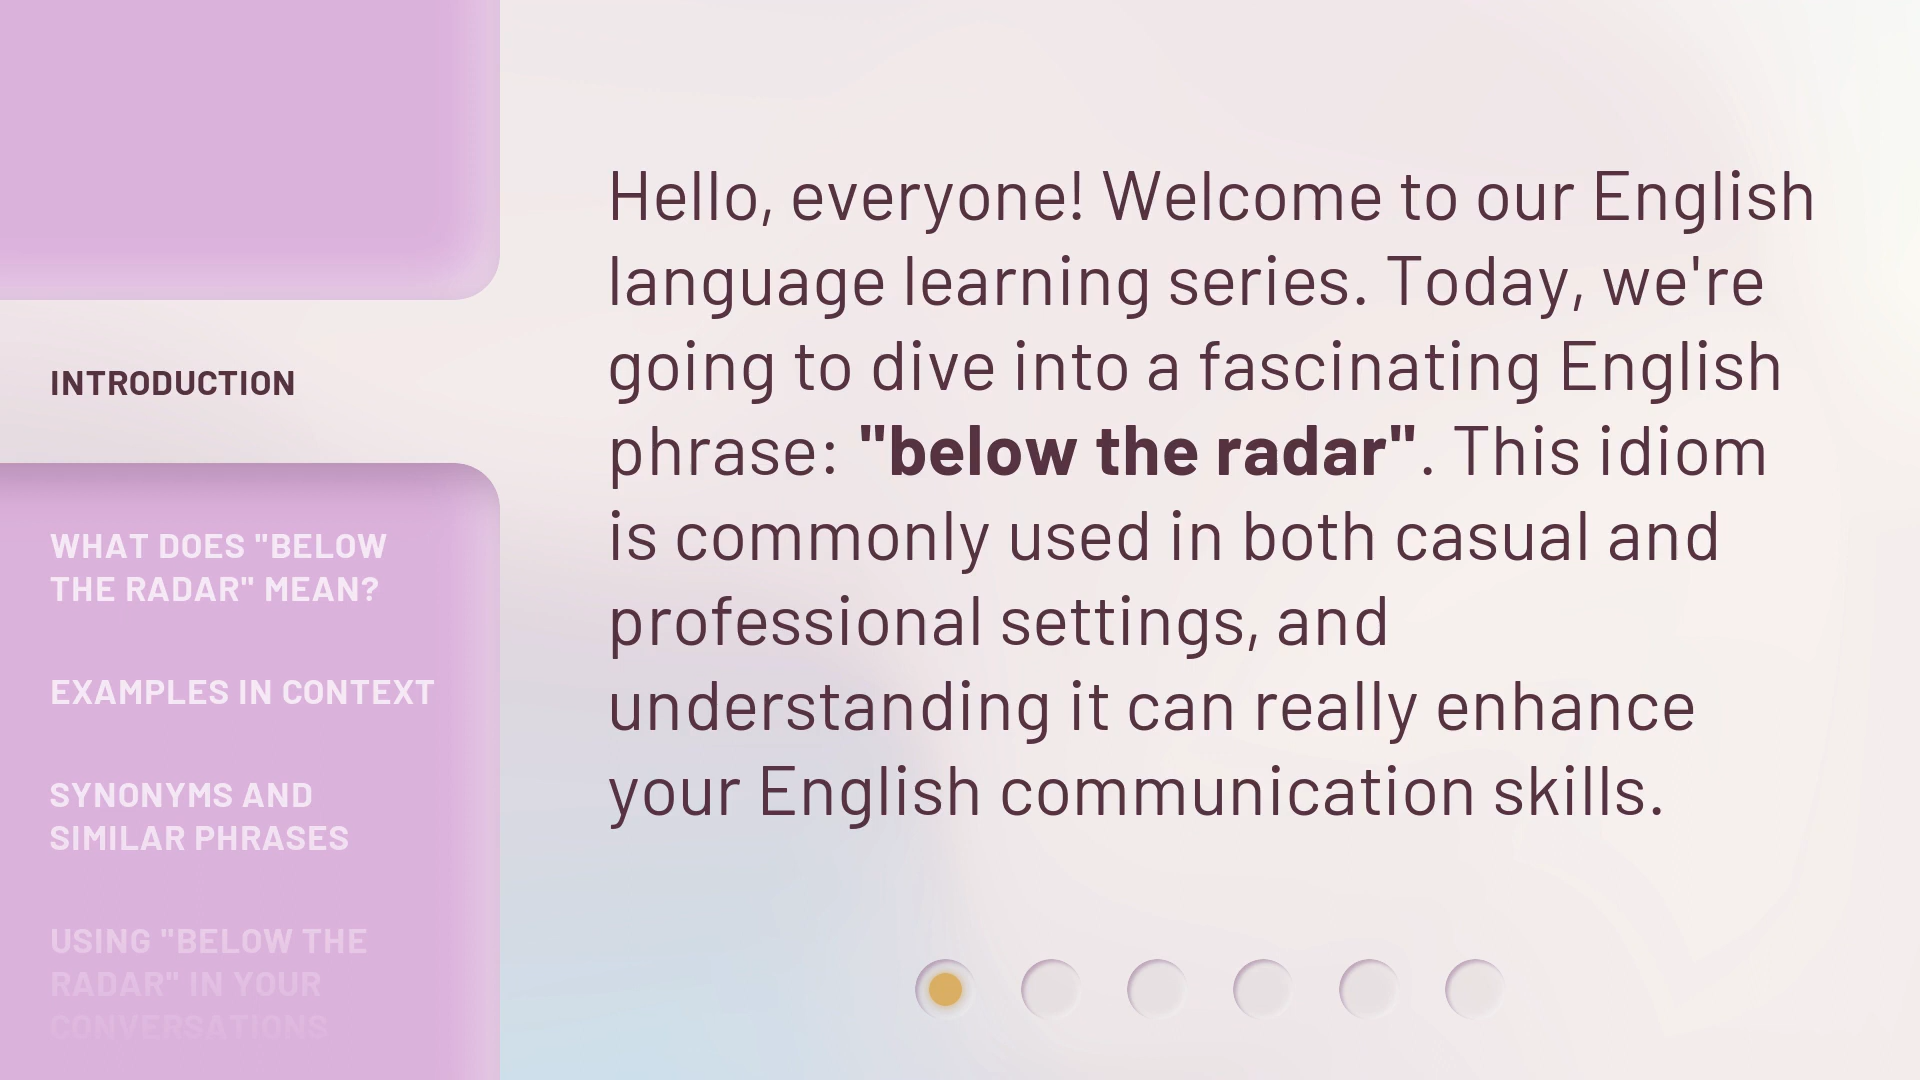 INTRODUCTION
WHAT DOES "BELOW
THE RADAR" MEAN?
EXAMPLES IN CONTEXT
SYNONYMS AND
SIMILAR PHRASES
USING "BELOW THE
RADAR" IN YOUR
CONVERSATIONS
Hello, everyone! Welcome to our English
language learning series. Today, we're
going to dive into a fascinating English
phrase: "below the radar". This idiom
is commonly used in both casual and
professional settings, and
understanding it can really enhance
your English communication skills.